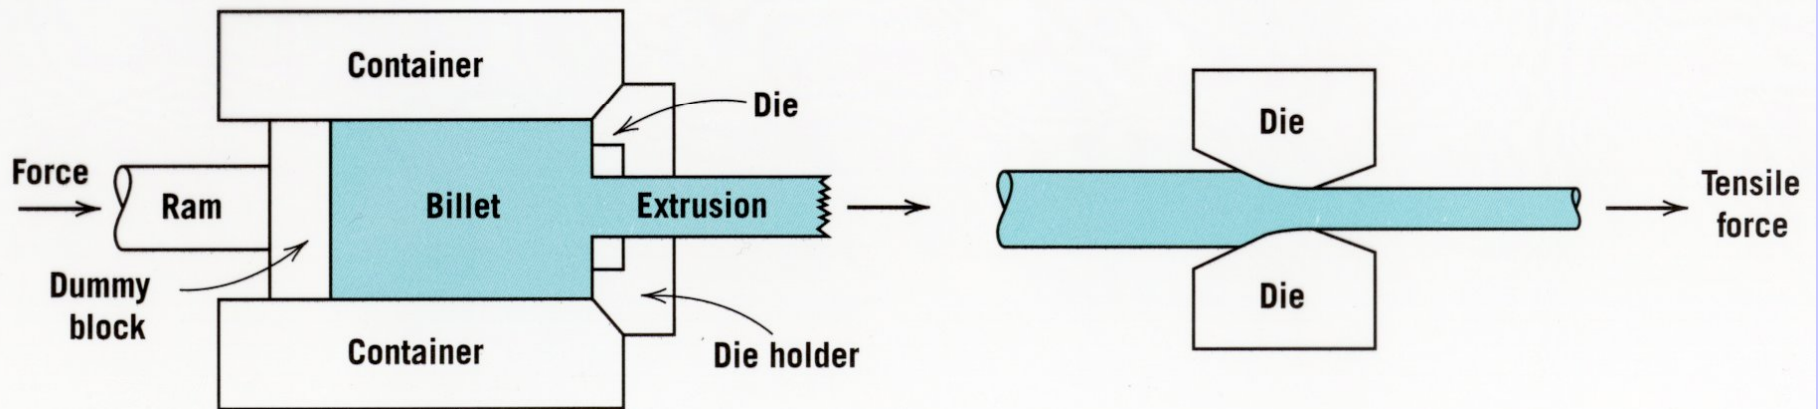 Container
Die
Force
Ram
Billet
Extrusion
Dummy
block
Container
Die holder
Die
Die
Tensile
force